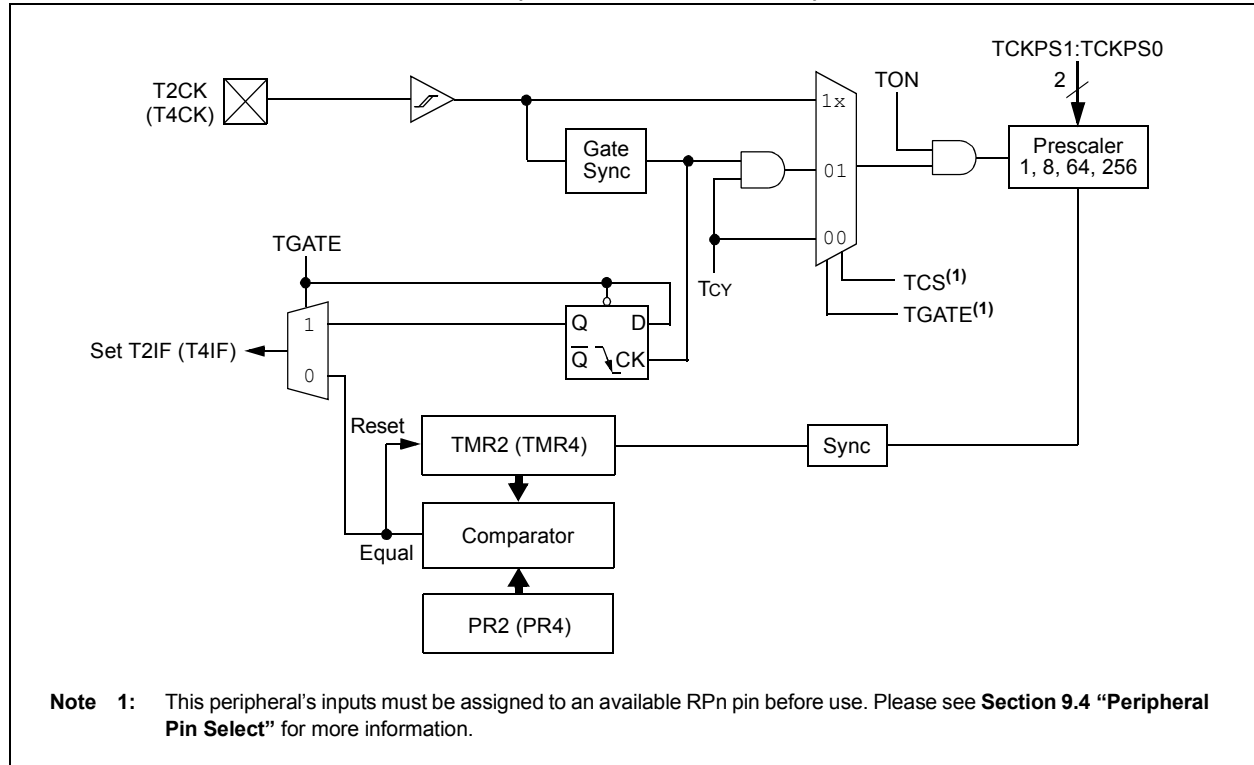 TCKPS1:TCKPS0
2
T2CK
(T4CK)
TON
1x
Gate
Sync
01
Prescaler
1, 8, 64, 256
00
TGATE
TCY
TCS(1)
TGATE(1)
1
Q D
Set T2IF (T4IF)
Q CK
0
Reset
TMR2 (TMR4)
Sync
Equal
Comparator
PR2 (PR4)
Note 1: This peripheral's inputs must be assigned to an available RPn pin before use. Please see Section 9.4 “Peripheral
Pin Select” for more information.